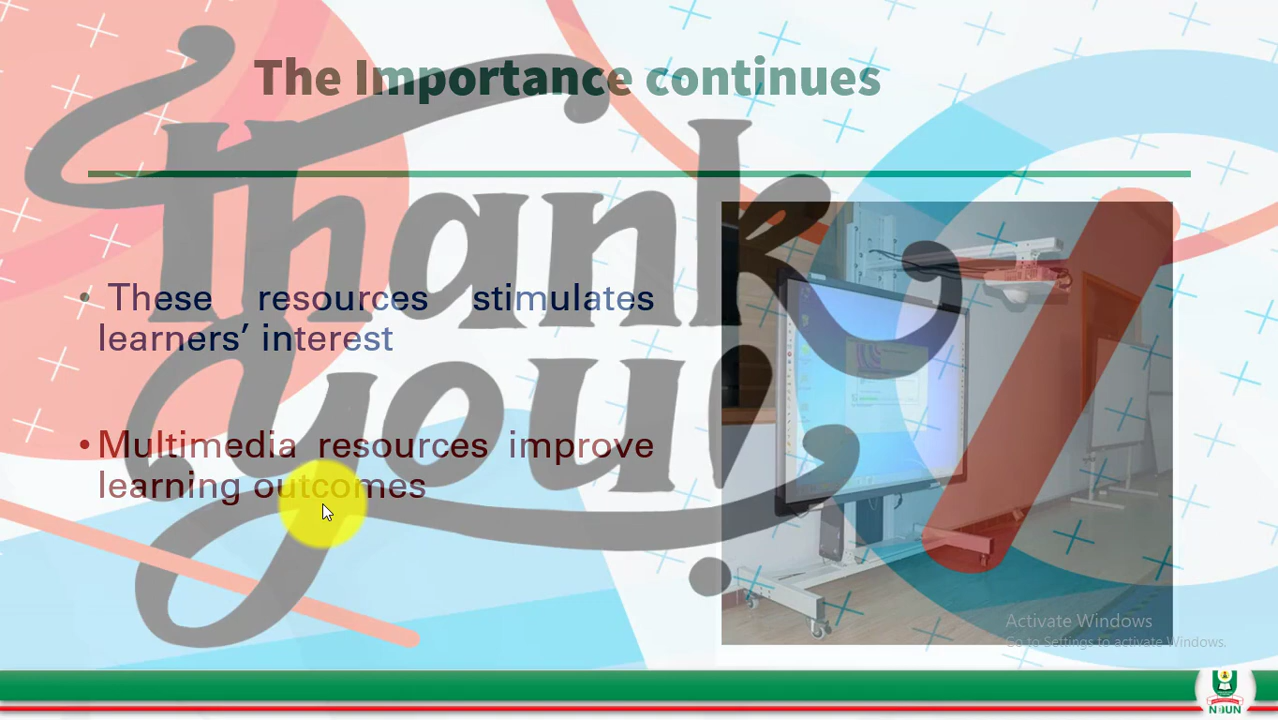 The Importance continues
Thank
you!
• These resources stimulates
learners’ interest
• Multimedia resources improve
learning outcomes
Activate Windows
Go to Settings to activate Windows.
NOUN